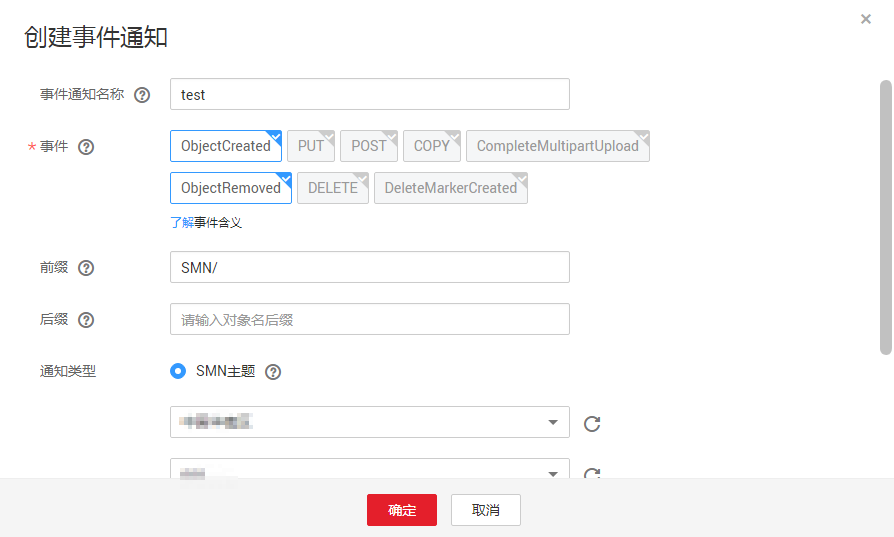 创建事件通知
事件通知名称 test
* 事件 ObjectCreated PUT POST COPY CompleteMultipartUpload
ObjectRemoved DELETE DeleteMarkerCreated
了解事件含义
前缀 SMN/
后缀 请输入对象名后缀
通知类型 SMN主题
确定 取消